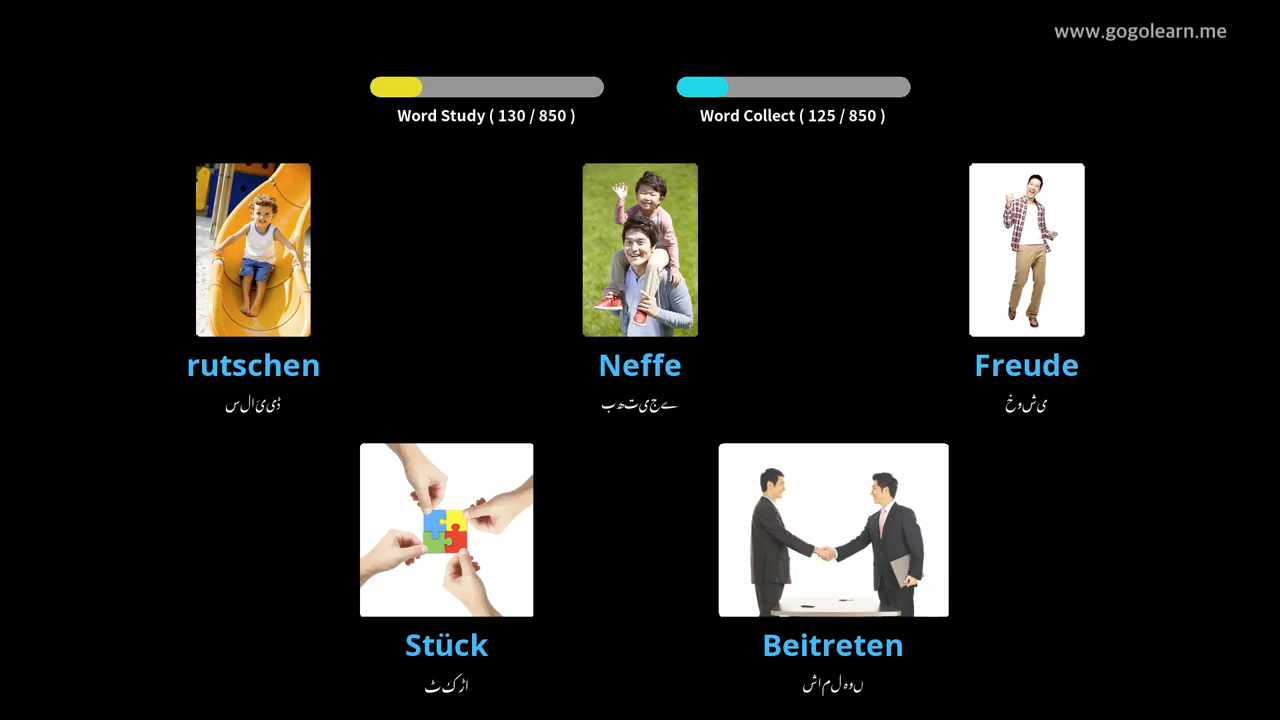 www.gogolearn.me
Word Study ( 130 / 850 )
Word Collect ( 125 / 850 )
rutschen
سلائیڈ
Neffe
بھتیجے
Freude
خوشی
Stück
ٹکڑا
Beitreten
شامل ہوں